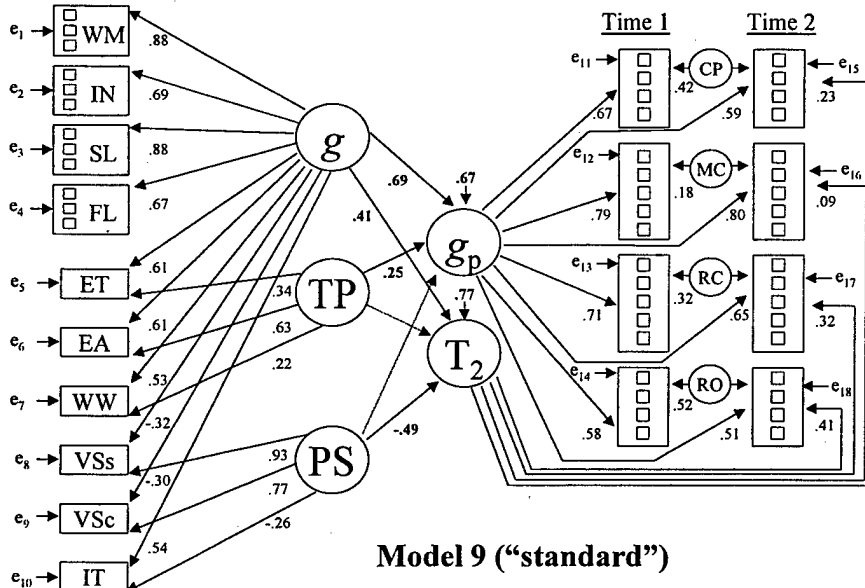 Time 1 Time 2
e1 WM .88
e2 IN .69
e3 SL .88
e4 FL .67
e5 ET .61
e6 EA .61
e7 WW .53
e8 VSs -.32
e9 VSc -.30
e10 IT .54
g
TP
PS
.34
.63
.22
.93
.77
-.26
.69
.67
.41
.25
gp
.77
T2
-.49
e11 .67 .42 CP .59 e15 .23
e12 .79 .18 MC .80 e16 .09
e13 .71 .32 RC .65 e17 .32
e14 .58 .52 RO .51 e18 .41
Model 9 (“standard”)